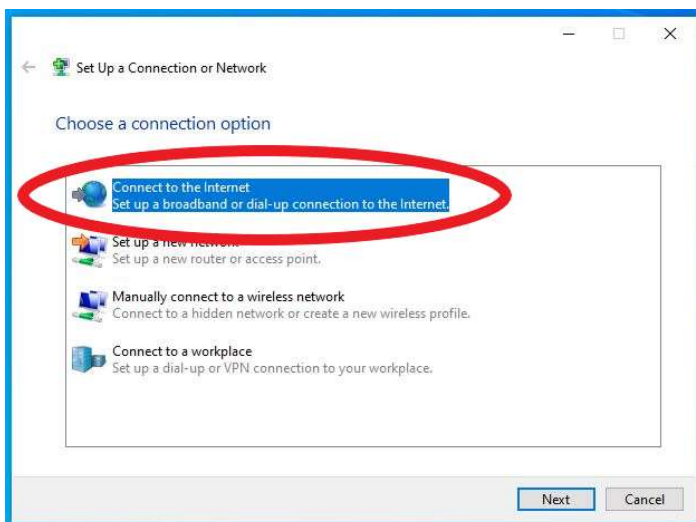 Set Up a Connection or Network
Choose a connection option
Connect to the Internet
Set up a broadband or dial-up connection to the Internet.
Set up a new network
Set up a new router or access point.
Manually connect to a wireless network
Connect to a hidden network or create a new wireless profile.
Connect to a workplace
Set up a dial-up or VPN connection to your workplace.
Next Cancel